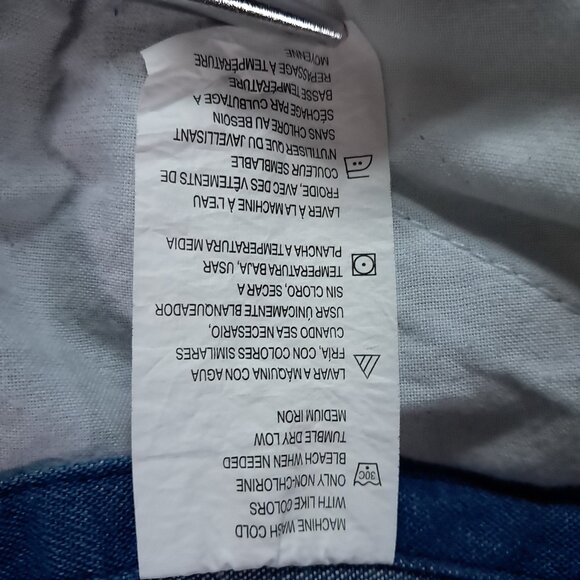 MACHINE WASH COLD
WITH LIKE COLORS
ONLY NON-CHLORINE
30C
BLEACH WHEN NEEDED
TUMBLE DRY LOW
MEDIUM IRON
LAVAR A MÁQUINA CON AGUA
FRÍA, CON COLORES SIMILARES
CUANDO SEA NECESARIO,
USAR ÚNICAMENTE BLANQUEADOR
SIN CLORO, SECAR A
TEMPERATURA BAJA, USAR
PLANCHA A TEMPERATURA MEDIA
LAVER À LA MACHINE À L'EAU
FROIDE, AVEC DES VÊTEMENTS DE
COULEUR SEMBLABLE
N'UTILISER QUE DU JAVELLISANT
SANS CHLORE AU BESOIN
SÉCHAGE PAR CULBUTAGE À
BASSE TEMPÉRATURE
REPASSAGE À TEMPÉRATURE
MOYENNE